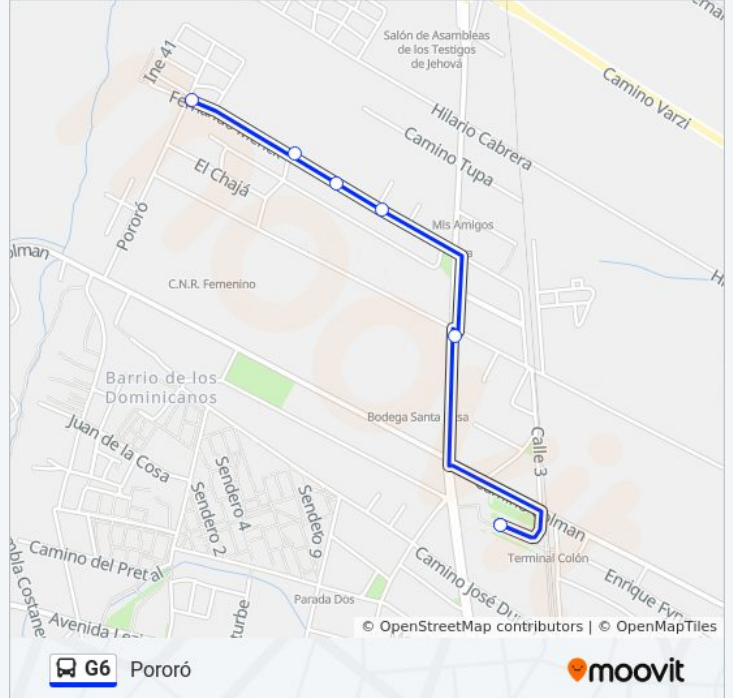 Salón de Asambleas
de los Testigos
de Jehová
Ine 41
Camino Varzi
Hilario Cabrera
Camino Tupa
El Chajá
Mis Amigos
Pororó
C.N.R. Femenino
Barrio de los
Dominicanos
Bodega Santa
Juan de la Cosa
Calle 3
Sendero 4
Sendero 2
Sendero 9
Terminal Colón
Camino del Pretal
Enrique
Camino José
Parada Dos
Avenida
© OpenStreetMap contributors | © OpenMapTiles
G6 Pororó
moovit